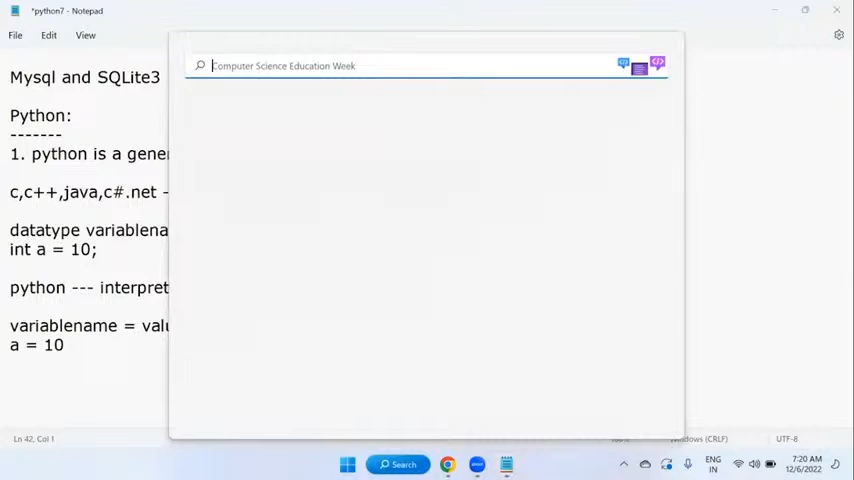 *python7 - Notepad
File Edit View
Computer Science Education Week
Mysql and SQLite3
Python:
-------
1. python is a gener
c,c++,java,c#.net -
datatype variablena
int a = 10;
python --- interpret
variablename = valu
a = 10
Ln 42, Col 1
100%
Windows (CRLF)
UTF-8
Search
zoom
ENG
IN
7:20 AM
12/6/2022